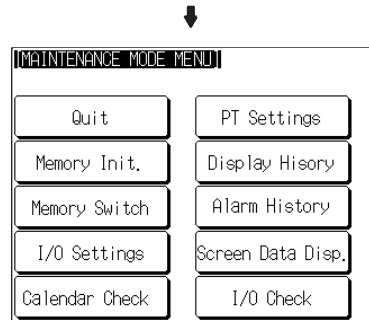 [MAINTENANCE MODE MENU]
Quit
PT Settings
Memory Init.
Display Hisory
Memory Switch
Alarm History
I/O Settings
Screen Data Disp.
Calendar Check
I/O Check